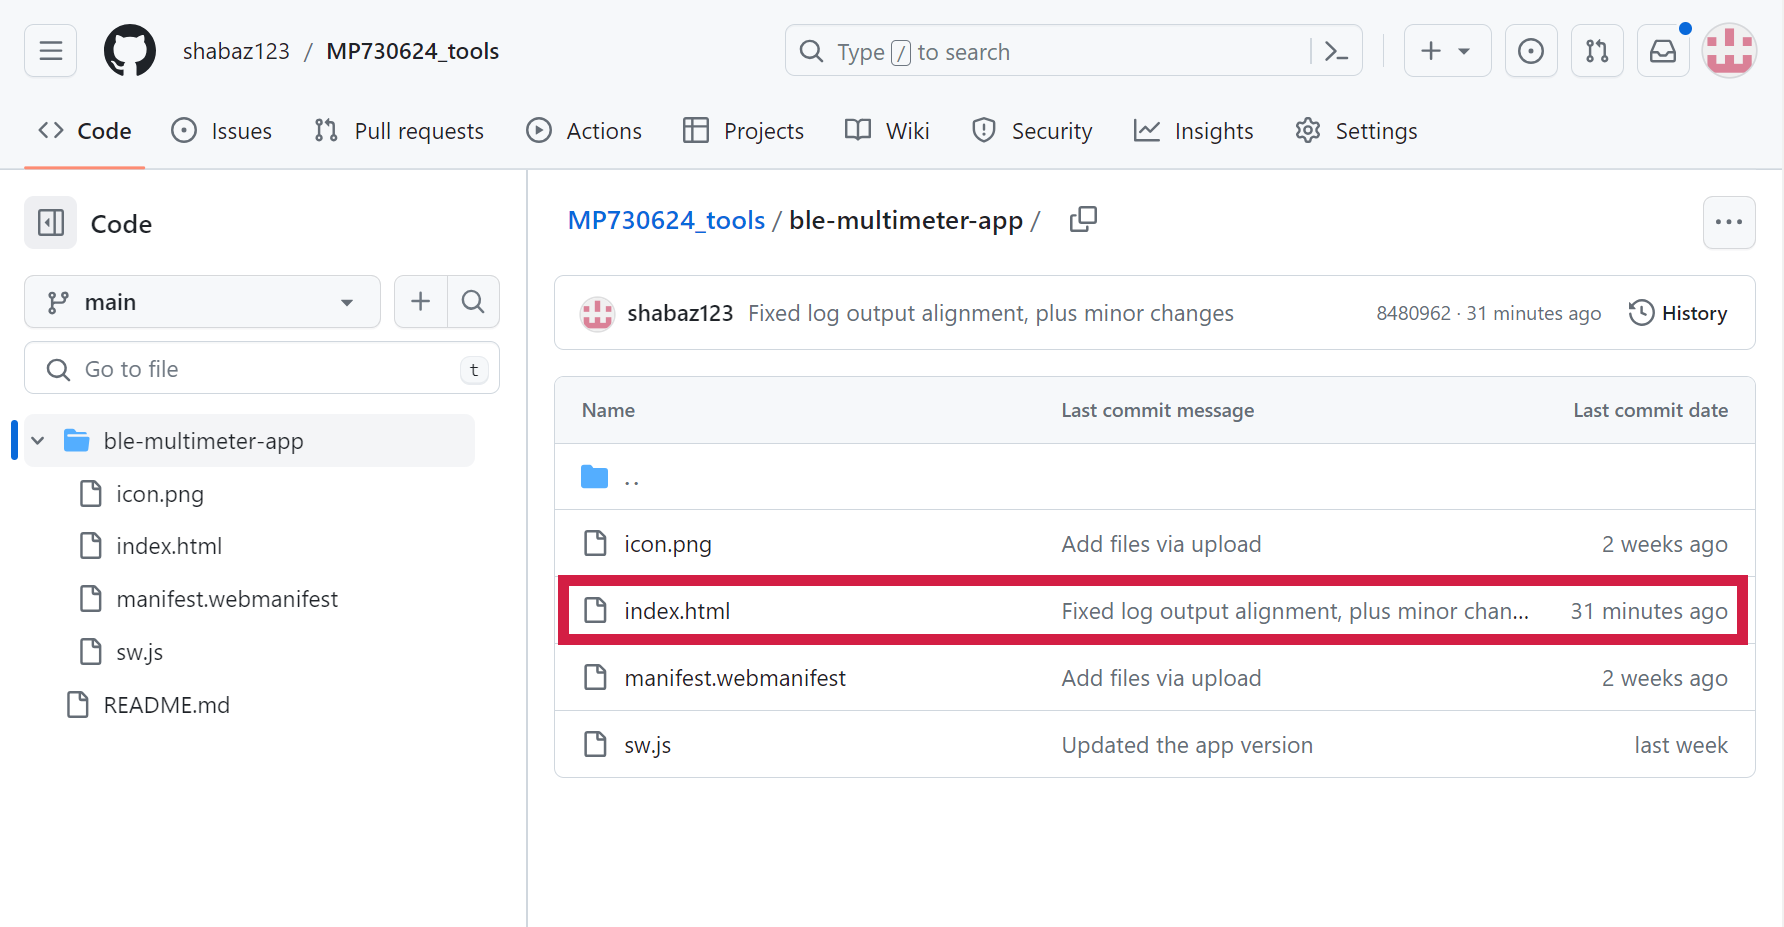 shabaz123 / MP730624_tools
Type / to search
Code Issues Pull requests Actions Projects Wiki Security Insights Settings
Code
main
Go to file t
ble-multimeter-app
icon.png
index.html
manifest.webmanifest
sw.js
README.md
MP730624_tools / ble-multimeter-app /
shabaz123 Fixed log output alignment, plus minor changes 8480962 · 31 minutes ago History
Name Last commit message Last commit date
..
icon.png Add files via upload 2 weeks ago
index.html Fixed log output alignment, plus minor chan... 31 minutes ago
manifest.webmanifest Add files via upload 2 weeks ago
sw.js Updated the app version last week